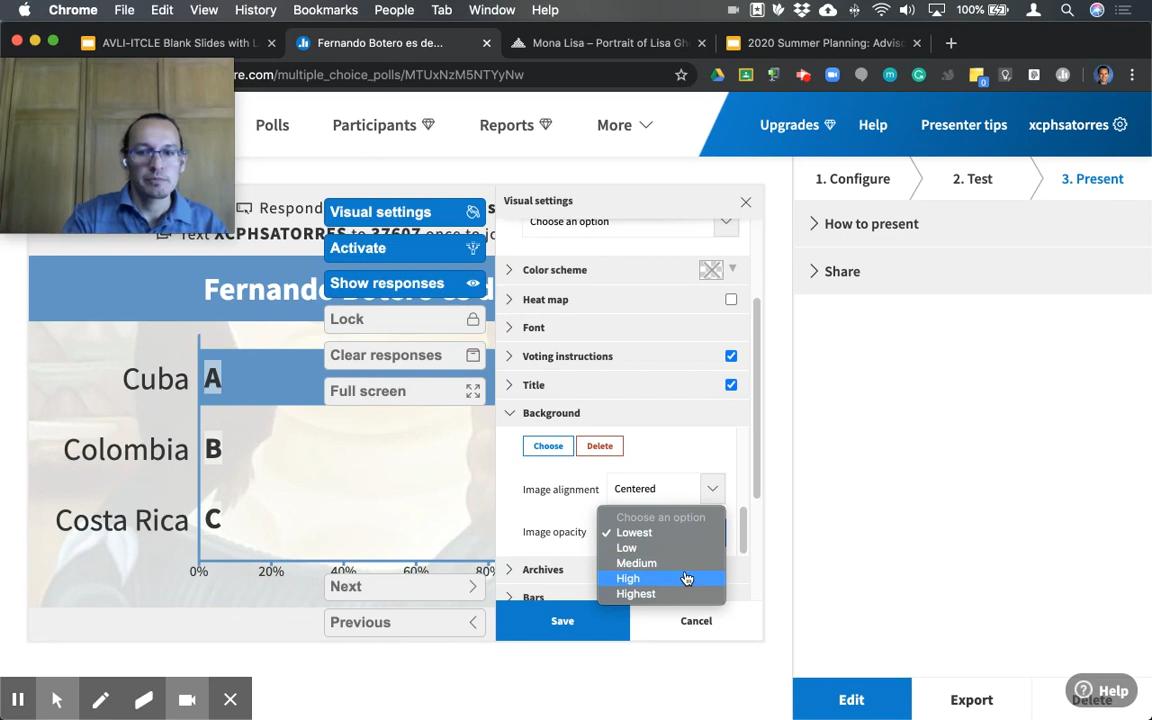 Chrome File Edit View History Bookmarks People Tab Window Help 100%
AVLI-ITCLE Blank Slides with L
Fernando Botero es de...
Mona Lisa – Portrait of Lisa Gh
2020 Summer Planning: Advis
re.com/multiple_choice_polls/MTUxNzM5NTYyNw
0
Polls
Participants
Reports
More
Upgrades
Help
Presenter tips
xcphsatorres
1. Configure
2. Test
3. Present
How to present
Share
Respon
Text XCPHSATORRES to 37607 once to jo
Fernando Botero es d
Cuba A
Colombia B
Costa Rica C
0% 20% 40% 60% 80%
Visual settings
Activate
Show responses
Lock
Clear responses
Full screen
Next
Previous
Visual settings
Choose an option
Color scheme
Heat map
Font
Voting instructions
Title
Background
Choose
Delete
Image alignment
Centered
Image opacity
Choose an option
Lowest
Low
Medium
High
Highest
Archives
Bars
Save
Cancel
Edit
Export
Delete
Help